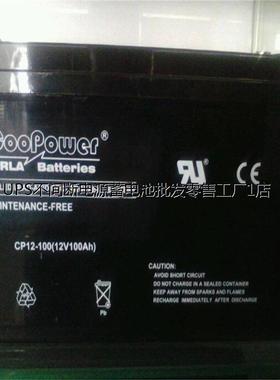 CooPower®
RLA Batteries
UPS不间断电源蓄电池批发零售工厂1店
INTENANCE-FREE
CP12-100(12V100Ah)
Pb
CAUTION:
AVOID SHORT CIRCUIT
DO NOT CHARGE IN A SEALED CONTAINER
KEEP AWAY FROM SPARKS AND FLAMES
RECHARGE IMMEDIATELY AFTER DISCHARGE